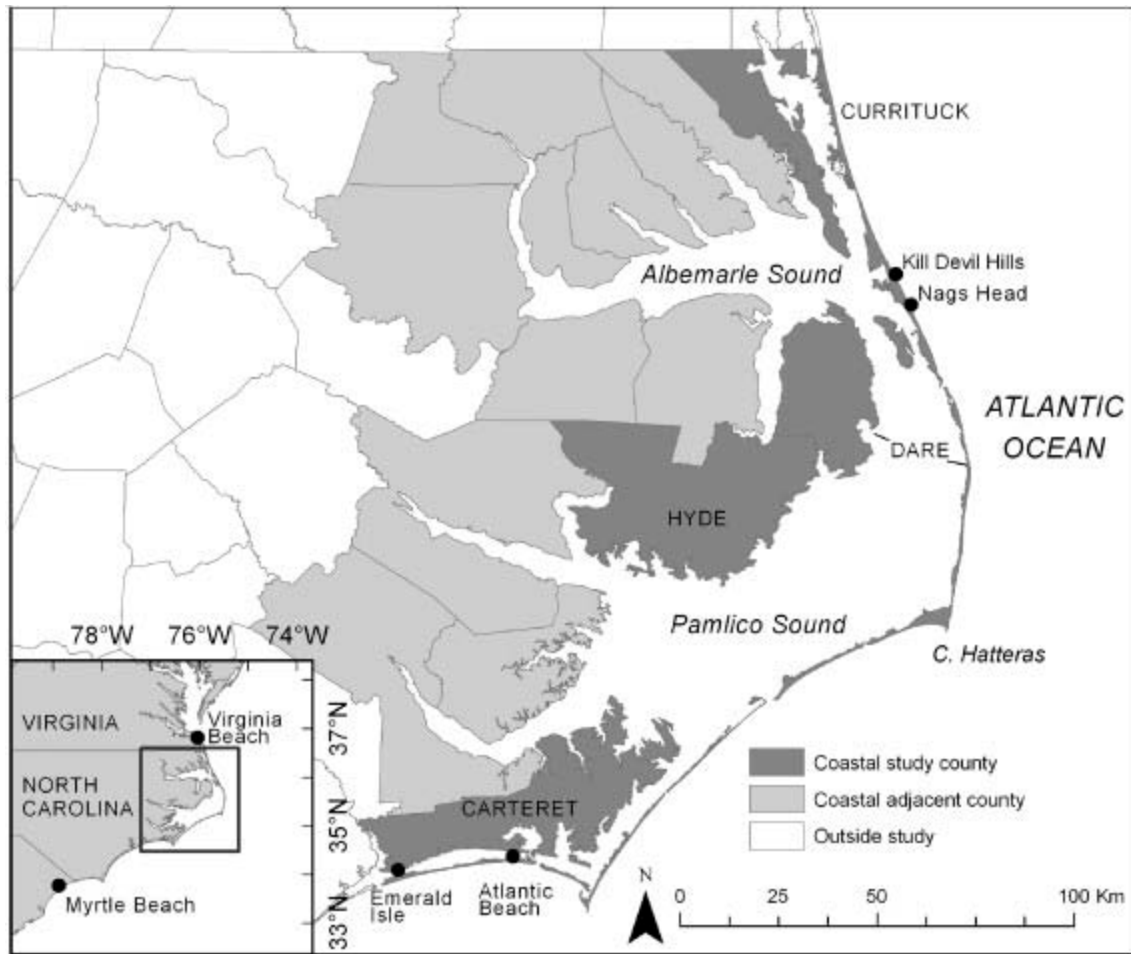 CURRITUCK
Kill Devil Hills
Albemarle Sound
Nags Head
ATLANTIC
OCEAN
DARE
HYDE
Pamlico Sound
C. Hatteras
78°W 76°W 74°W
VIRGINIA
Virginia
Beach
NORTH
CAROLINA
Myrtle Beach
37°N
35°N
33°N
CARTERET
Emerald
Isle
Atlantic
Beach
Coastal study county
Coastal adjacent county
Outside study
N
0 25 50 100 Km